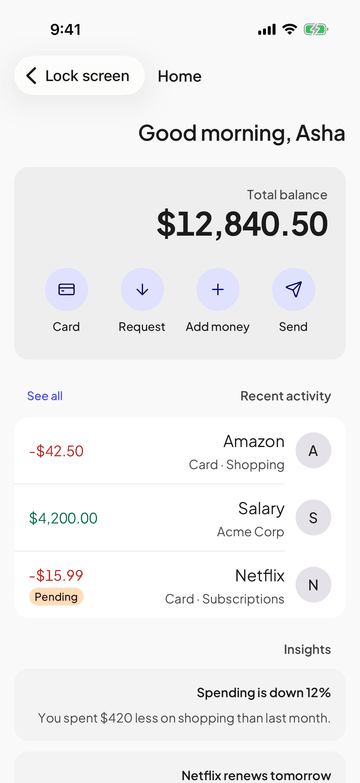 9:41
Lock screen
Home
Good morning, Asha
Total balance
$12,840.50
Card
Request
Add money
Send
See all
Recent activity
-$42.50
Amazon
Card · Shopping
A
$4,200.00
Salary
Acme Corp
S
-$15.99
Pending
Netflix
Card · Subscriptions
N
Insights
Spending is down 12%
You spent $420 less on shopping than last month.
Netflix renews tomorrow